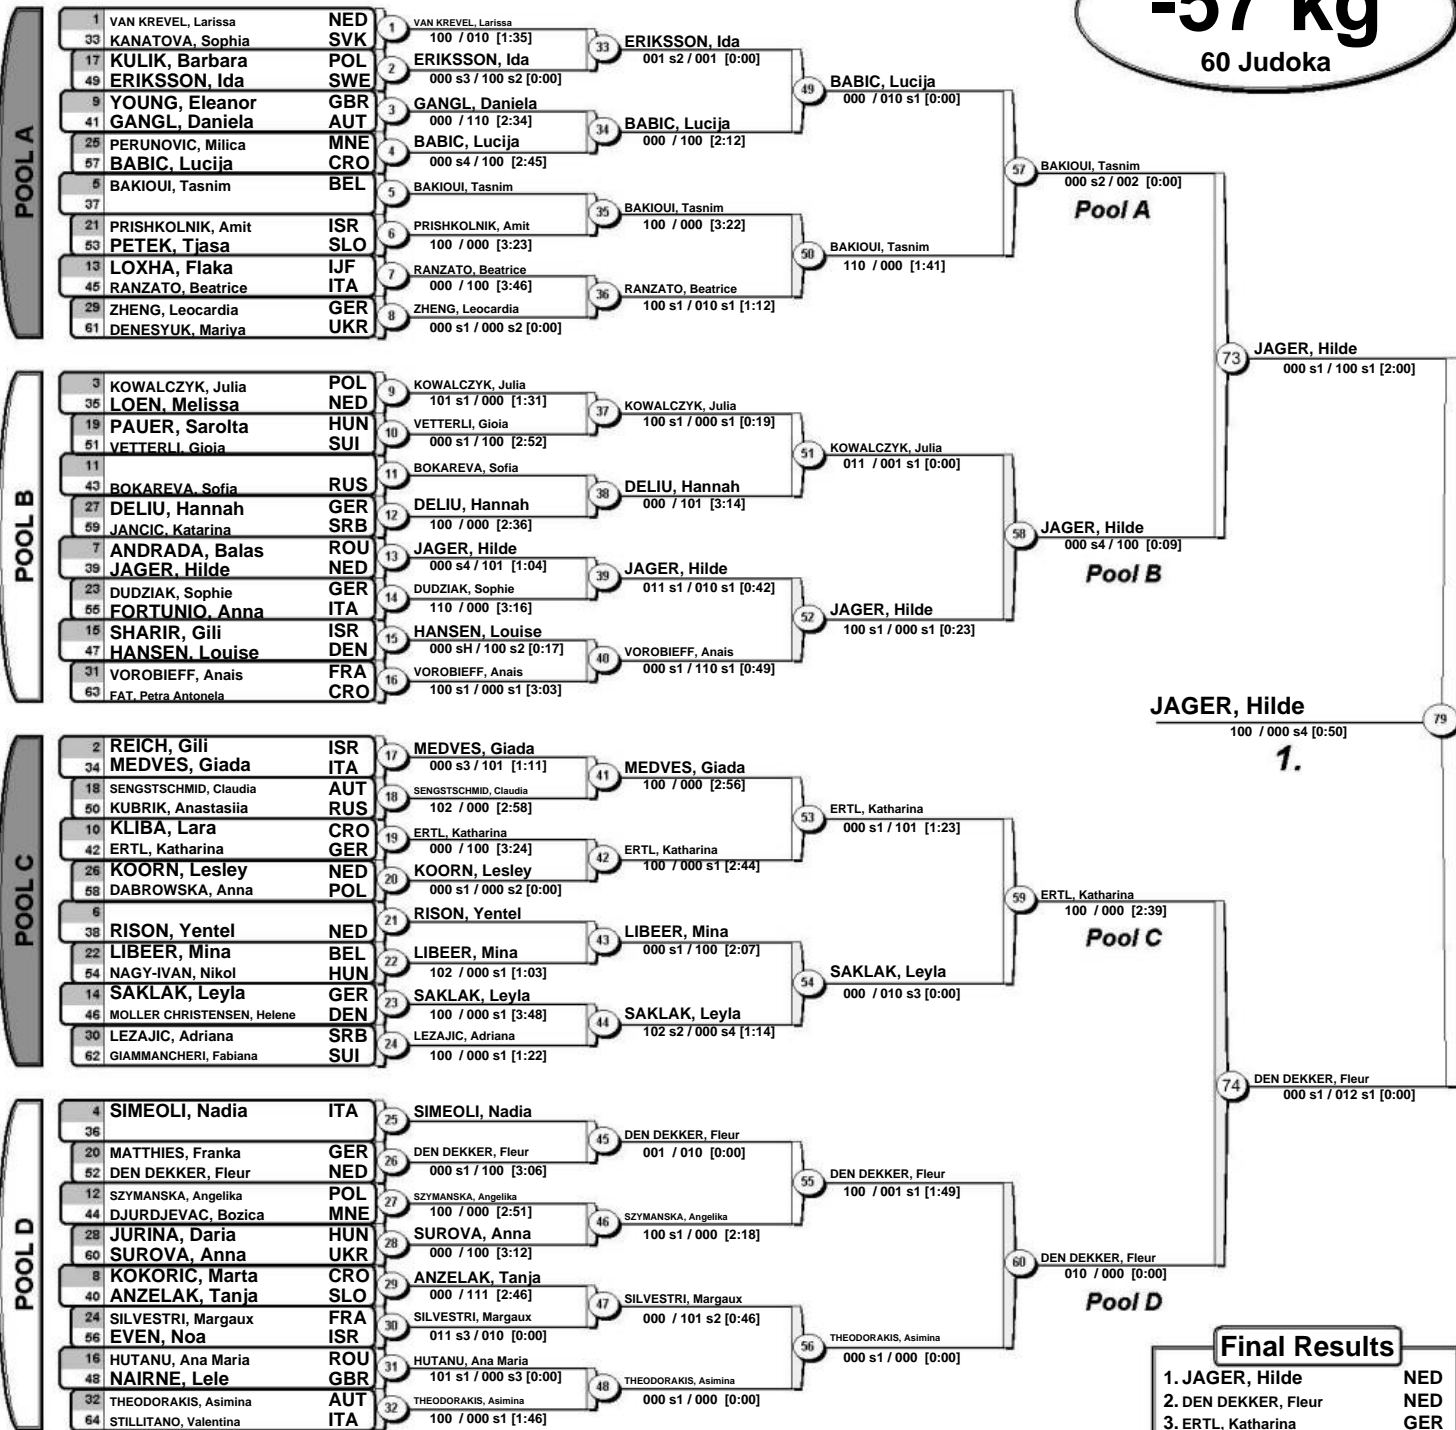 -57 kg
60 Judoka
POOL A
1 VAN KREVEL, Larissa NED
33 KANATOVA, Sophia SVK
17 KULIK, Barbara POL
49 ERIKSSON, Ida SWE
9 YOUNG, Eleanor GBR
41 GANGL, Daniela AUT
25 PERUNOVIC, Milica MNE
57 BABIC, Lucija CRO
5 BAKIOUI, Tasnim BEL
37
21 PRISHKOLNIK, Amit ISR
53 PETEK, Tjasa SLO
13 LOXHA, Flaka IJF
45 RANZATO, Beatrice ITA
29 ZHENG, Leocardia GER
61 DENESYUK, Mariya UKR
1 VAN KREVEL, Larissa
100 / 010 [1:35]
2 ERIKSSON, Ida
000 s3 / 100 s2 [0:00]
3 GANGL, Daniela
000 / 110 [2:34]
4 BABIC, Lucija
000 s4 / 100 [2:45]
5 BAKIOUI, Tasnim
6 PRISHKOLNIK, Amit
100 / 000 [3:23]
7 RANZATO, Beatrice
000 / 100 [3:46]
8 ZHENG, Leocardia
000 s1 / 000 s2 [0:00]
33 ERIKSSON, Ida
001 s2 / 001 [0:00]
34 BABIC, Lucija
000 / 100 [2:12]
35 BAKIOUI, Tasnim
100 / 000 [3:22]
36 RANZATO, Beatrice
100 s1 / 010 s1 [1:12]
49 BABIC, Lucija
000 / 010 s1 [0:00]
50 BAKIOUI, Tasnim
110 / 000 [1:41]
57 BAKIOUI, Tasnim
000 s2 / 002 [0:00]
Pool A
POOL B
3 KOWALCZYK, Julia POL
35 LOEN, Melissa NED
19 PAUER, Sarolta HUN
51 VETTERLI, Gioia SUI
11
43 BOKAREVA, Sofia RUS
27 DELIU, Hannah GER
59 JANCIC, Katarina SRB
7 ANDRADA, Balas ROU
39 JAGER, Hilde NED
23 DUDZIAK, Sophie GER
55 FORTUNIO, Anna ITA
15 SHARIR, Gili ISR
47 HANSEN, Louise DEN
31 VOROBIEFF, Anais FRA
63 FAT, Petra Antonela CRO
9 KOWALCZYK, Julia
101 s1 / 000 [1:31]
10 VETTERLI, Gioia
000 s1 / 100 [2:52]
11 BOKAREVA, Sofia
12 DELIU, Hannah
100 / 000 [2:36]
13 JAGER, Hilde
000 s4 / 101 [1:04]
14 DUDZIAK, Sophie
110 / 000 [3:16]
15 HANSEN, Louise
000 sH / 100 s2 [0:17]
16 VOROBIEFF, Anais
100 s1 / 000 s1 [3:03]
37 KOWALCZYK, Julia
100 s1 / 000 s1 [0:19]
38 DELIU, Hannah
000 / 101 [3:14]
39 JAGER, Hilde
011 s1 / 010 s1 [0:42]
40 VOROBIEFF, Anais
000 s1 / 110 s1 [0:49]
51 KOWALCZYK, Julia
011 / 001 s1 [0:00]
52 JAGER, Hilde
100 s1 / 000 s1 [0:23]
58 JAGER, Hilde
000 s4 / 100 [0:09]
Pool B
73 JAGER, Hilde
000 s1 / 100 s1 [2:00]
JAGER, Hilde 79
100 / 000 s4 [0:50]
1.
POOL C
2 REICH, Gili ISR
34 MEDVES, Giada ITA
18 SENGSTSCHMID, Claudia AUT
50 KUBRIK, Anastasiia RUS
10 KLIBA, Lara CRO
42 ERTL, Katharina GER
26 KOORN, Lesley NED
58 DABROWSKA, Anna POL
6
38 RISON, Yentel NED
22 LIBEER, Mina BEL
54 NAGY-IVAN, Nikol HUN
14 SAKLAK, Leyla GER
46 MOLLER CHRISTENSEN, Helene DEN
30 LEZAJIC, Adriana SRB
62 GIAMMANCHERI, Fabiana SUI
17 MEDVES, Giada
000 s3 / 101 [1:11]
18 SENGSTSCHMID, Claudia
102 / 000 [2:58]
19 ERTL, Katharina
000 / 100 [3:24]
20 KOORN, Lesley
000 s1 / 000 s2 [0:00]
21 RISON, Yentel
22 LIBEER, Mina
102 / 000 s1 [1:03]
23 SAKLAK, Leyla
100 / 000 s1 [3:48]
24 LEZAJIC, Adriana
100 / 000 s1 [1:22]
41 MEDVES, Giada
100 / 000 [2:56]
42 ERTL, Katharina
100 / 000 s1 [2:44]
43 LIBEER, Mina
000 s1 / 100 [2:07]
44 SAKLAK, Leyla
102 s2 / 000 s4 [1:14]
53 ERTL, Katharina
000 s1 / 101 [1:23]
54 SAKLAK, Leyla
000 / 010 s3 [0:00]
59 ERTL, Katharina
100 / 000 [2:39]
Pool C
74 DEN DEKKER, Fleur
000 s1 / 012 s1 [0:00]
POOL D
4 SIMEOLI, Nadia ITA
36
20 MATTHIES, Franka GER
52 DEN DEKKER, Fleur NED
12 SZYMANSKA, Angelika POL
44 DJURDJEVAC, Bozica MNE
28 JURINA, Daria HUN
60 SUROVA, Anna UKR
8 KOKORIC, Marta CRO
40 ANZELAK, Tanja SLO
24 SILVESTRI, Margaux FRA
56 EVEN, Noa ISR
16 HUTANU, Ana Maria ROU
48 NAIRNE, Lele GBR
32 THEODORAKIS, Asimina AUT
64 STILLITANO, Valentina ITA
25 SIMEOLI, Nadia
26 DEN DEKKER, Fleur
000 s1 / 100 [3:06]
27 SZYMANSKA, Angelika
100 / 000 [2:51]
28 SUROVA, Anna
000 / 100 [3:12]
29 ANZELAK, Tanja
000 / 111 [2:46]
30 SILVESTRI, Margaux
011 s3 / 010 [0:00]
31 HUTANU, Ana Maria
101 s1 / 000 s3 [0:00]
32 THEODORAKIS, Asimina
100 / 000 s1 [1:46]
45 DEN DEKKER, Fleur
001 / 010 [0:00]
46 SZYMANSKA, Angelika
100 s1 / 000 [2:18]
47 SILVESTRI, Margaux
000 / 101 s2 [0:46]
48 THEODORAKIS, Asimina
000 s1 / 000 [0:00]
55 DEN DEKKER, Fleur
100 / 001 s1 [1:49]
56 THEODORAKIS, Asimina
000 s1 / 000 [0:00]
60 DEN DEKKER, Fleur
010 / 000 [0:00]
Pool D
Final Results
1. JAGER, Hilde NED
2. DEN DEKKER, Fleur NED
3. ERTL, Katharina GER